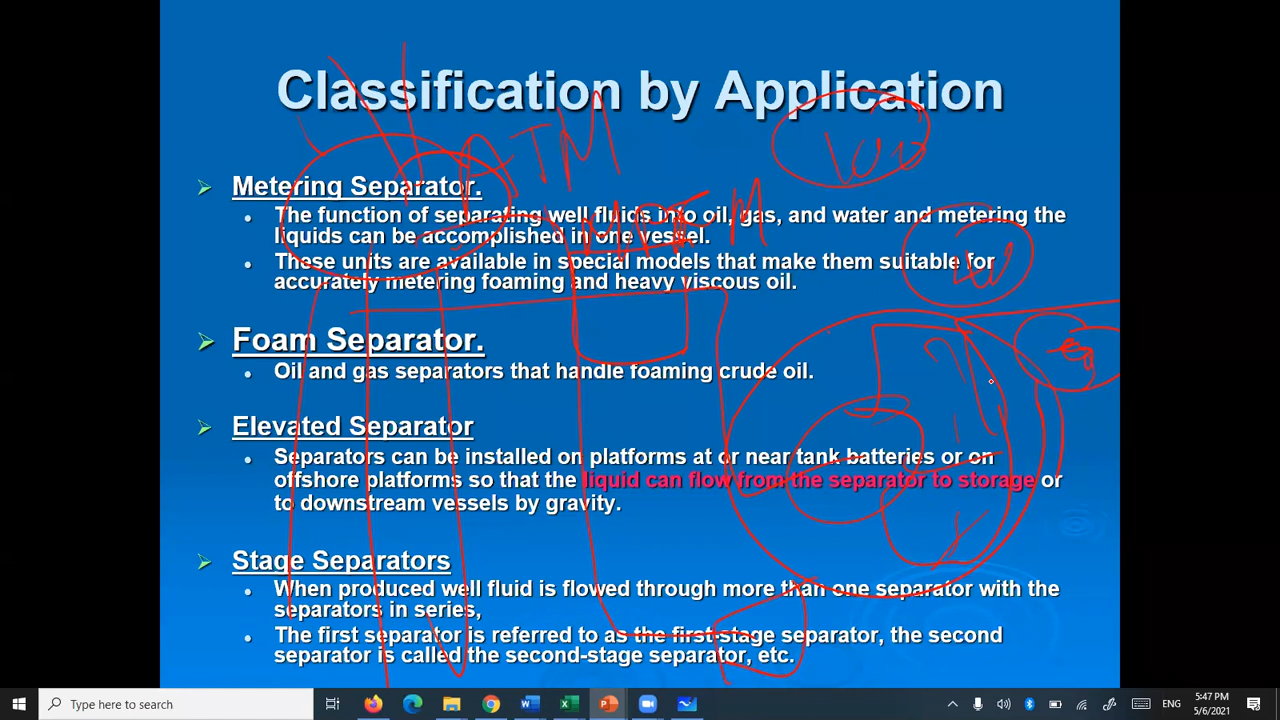 Classification by Application
Metering Separator.
The function of separating well fluids into oil, gas, and water and metering the
liquids can be accomplished in one vessel.
These units are available in special models that make them suitable for
accurately metering foaming and heavy viscous oil.
Foam Separator.
Oil and gas separators that handle foaming crude oil.
Elevated Separator
Separators can be installed on platforms at or near tank batteries or on
offshore platforms so that the liquid can flow from the separator to storage or
to downstream vessels by gravity.
Stage Separators
When produced well fluid is flowed through more than one separator with the
separators in series,
The first separator is referred to as the first-stage separator, the second
separator is called the second-stage separator, etc.
ATM
MPFM
Type here to search
ENG
5:47 PM
5/6/2021